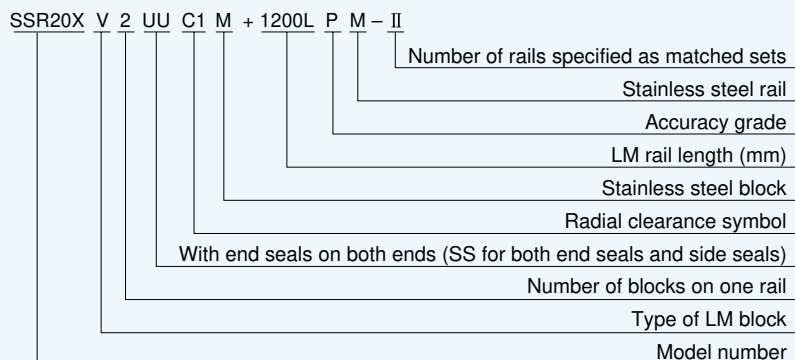 SSR20X V 2 UU C1 M + 1200L P M – Ⅱ
Number of rails specified as matched sets
Stainless steel rail
Accuracy grade
LM rail length (mm)
Stainless steel block
Radial clearance symbol
With end seals on both ends (SS for both end seals and side seals)
Number of blocks on one rail
Type of LM block
Model number